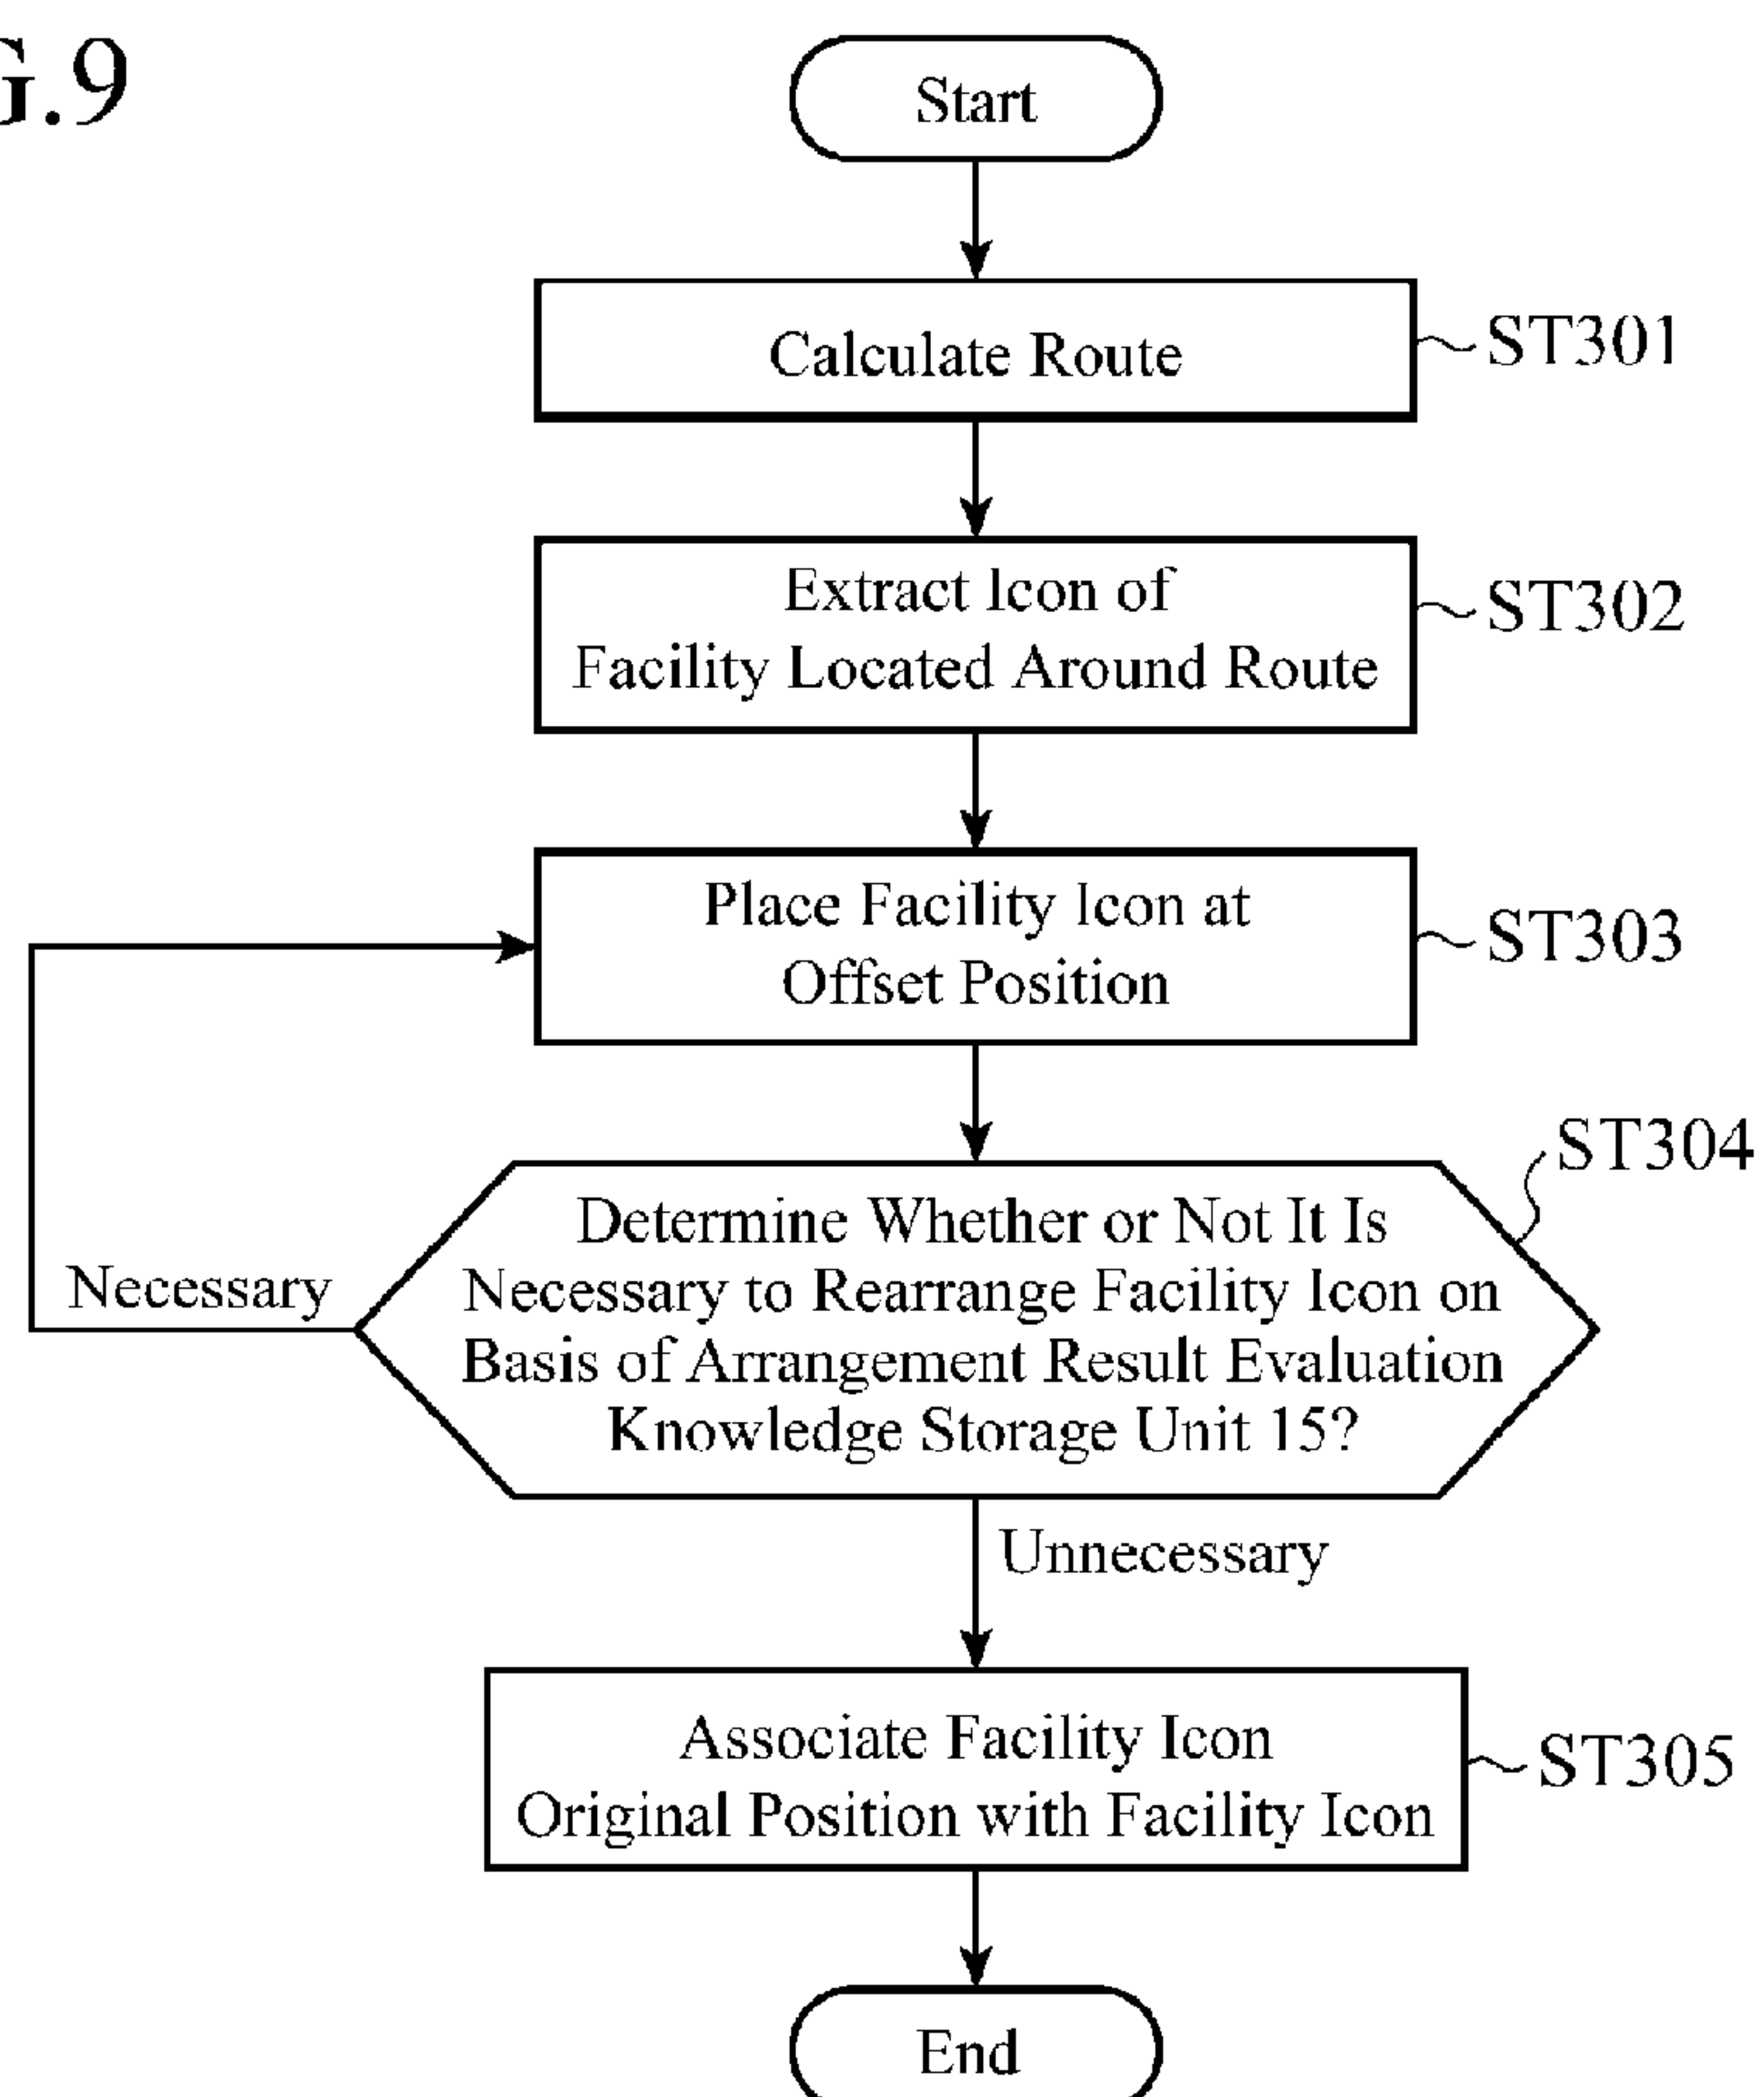 G.9
Start
Calculate Route
ST301
Extract Icon of
Facility Located Around Route
ST302
Place Facility Icon at
Offset Position
ST303
Determine Whether or Not It Is
Necessary to Rearrange Facility Icon on
Basis of Arrangement Result Evaluation
Knowledge Storage Unit 15?
ST304
Necessary
Unnecessary
Associate Facility Icon
Original Position with Facility Icon
ST305
End